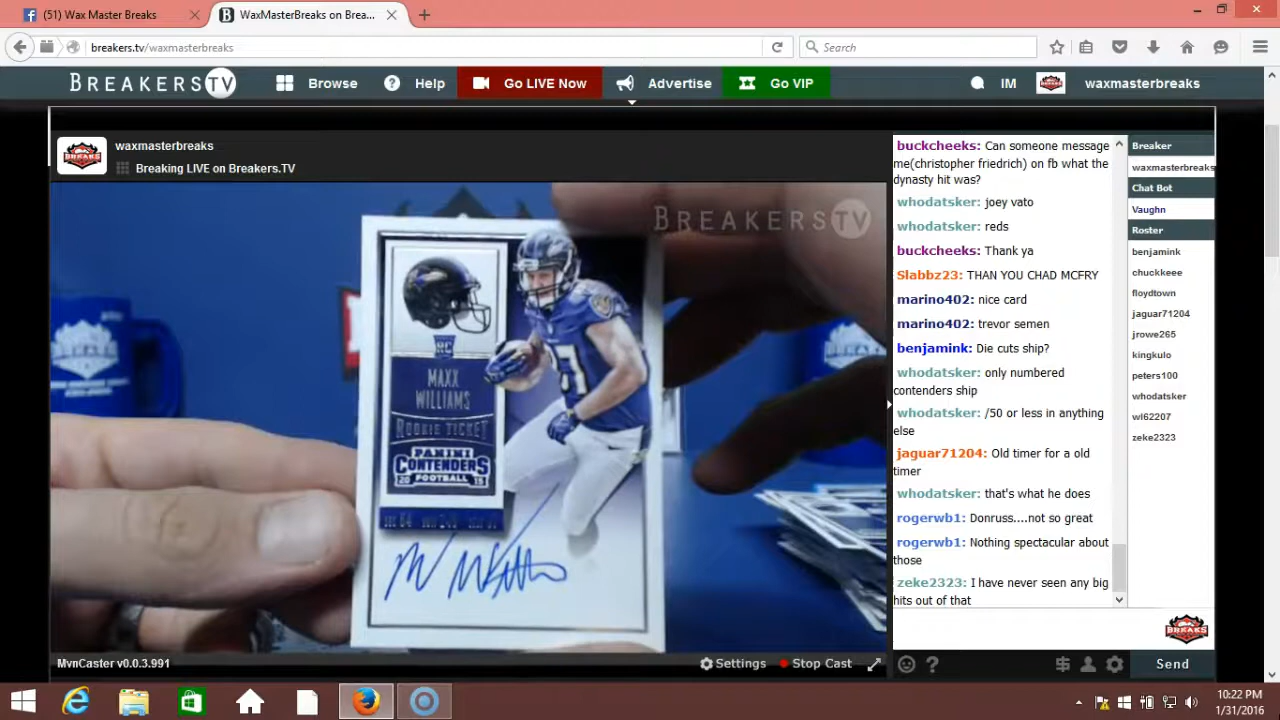 (51) Wax Master Breaks
WaxMasterBreaks on Brea...
breakers.tv/waxmasterbreaks
Search
BREAKERSTV
Browse
Help
Go LIVE Now
Advertise
Go VIP
IM
waxmasterbreaks
waxmasterbreaks
Breaking LIVE on Breakers.TV
BREAKERSTV
RC
MAXX
WILLIAMS
ROOKIE TICKET
PANINI
CONTENDERS
FOOTBALL
2015
BREAKS
buckcheeks: Can someone message
me(christopher friedrich) on fb what the
dynasty hit was?
whodatsker: joey vato
whodatsker: reds
buckcheeks: Thank ya
Slabbz23: THAN YOU CHAD MCFRY
marino402: nice card
marino402: trevor semen
benjamink: Die cuts ship?
whodatsker: only numbered
contenders ship
whodatsker: /50 or less in anything
else
jaguar71204: Old timer for a old
timer
whodatsker: that's what he does
rogerwb1: Donruss....not so great
rogerwb1: Nothing spectacular about
those
zeke2323: I have never seen any big
hits out of that
Breaker
waxmasterbreaks
Chat Bot
Vaughn
Roster
benjamink
chuckkeee
floydtown
jaguar71204
jrowe265
kingkulo
peters100
whodatsker
wl62207
zeke2323
BREAKS
MvnCaster v0.0.3.991
Settings
Stop Cast
Send
10:22 PM
1/31/2016